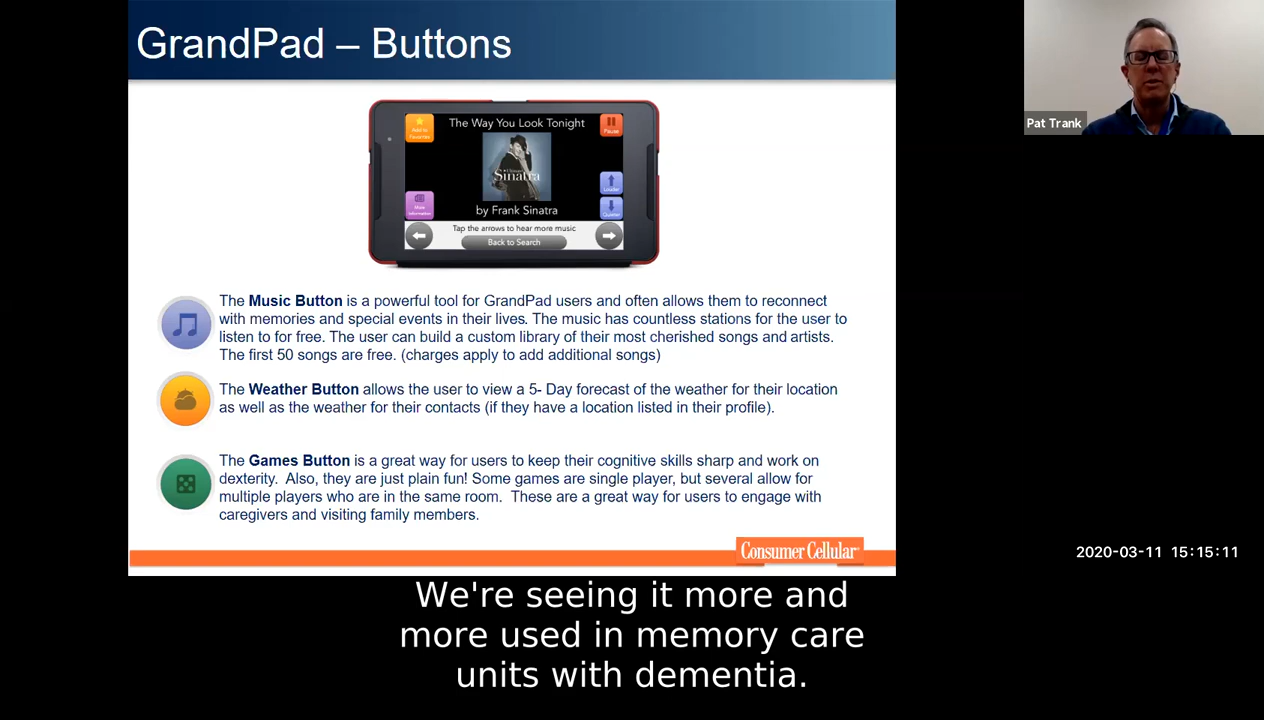 GrandPad – Buttons
The Way You Look Tonight
Add to
Favorites
Pause
Sinatra
Louder
More
Information
Quieter
by Frank Sinatra
Tap the arrows to hear more music
Back to Search
The Music Button is a powerful tool for GrandPad users and often allows them to reconnect
with memories and special events in their lives. The music has countless stations for the user to
listen to for free. The user can build a custom library of their most cherished songs and artists.
The first 50 songs are free. (charges apply to add additional songs)
The Weather Button allows the user to view a 5- Day forecast of the weather for their location
as well as the weather for their contacts (if they have a location listed in their profile).
The Games Button is a great way for users to keep their cognitive skills sharp and work on
dexterity.  Also, they are just plain fun! Some games are single player, but several allow for
multiple players who are in the same room.  These are a great way for users to engage with
caregivers and visiting family members.
Consumer Cellular
Pat Trank
2020-03-11 15:15:11
We're seeing it more and
more used in memory care
units with dementia.